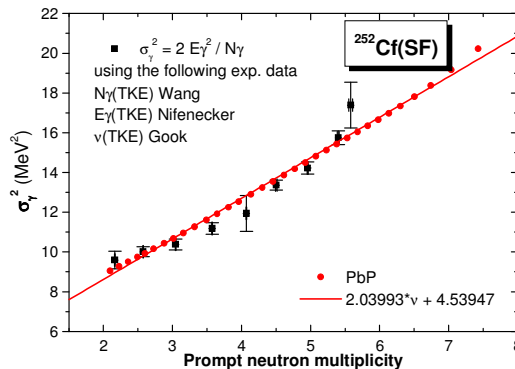 22
20
18
16
14
12
10
8
6
σγ² (MeV²)
²⁵²Cf(SF)
σγ² = 2 Eγ² / Nγ
using the following exp. data
Nγ(TKE) Wang
Eγ(TKE) Nifenecker
ν(TKE) Gook
PbP
2.03993*ν + 4.53947
2 3 4 5 6 7 8
Prompt neutron multiplicity